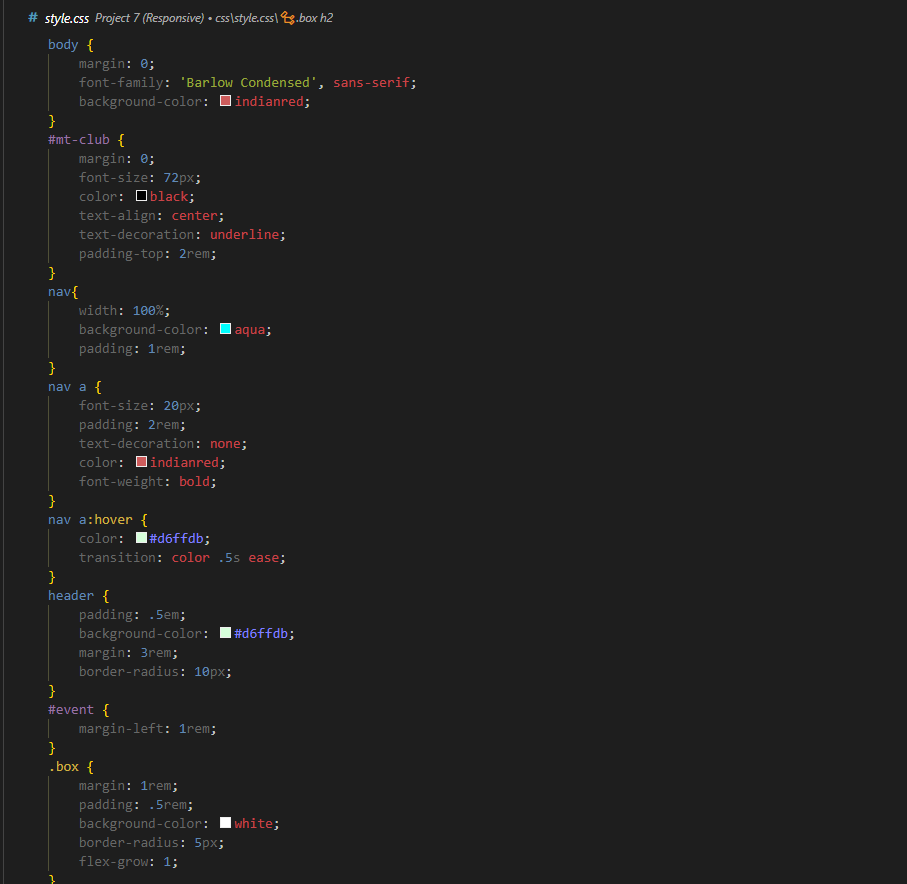 # style.css Project 7 (Responsive) • css\style.css\ .box h2
body {
    margin: 0;
    font-family: 'Barlow Condensed', sans-serif;
    background-color: indianred;
}
#mt-club {
    margin: 0;
    font-size: 72px;
    color: black;
    text-align: center;
    text-decoration: underline;
    padding-top: 2rem;
}
nav{
    width: 100%;
    background-color: aqua;
    padding: 1rem;
}
nav a {
    font-size: 20px;
    padding: 2rem;
    text-decoration: none;
    color: indianred;
    font-weight: bold;
}
nav a:hover {
    color: #d6ffdb;
    transition: color .5s ease;
}
header {
    padding: .5em;
    background-color: #d6ffdb;
    margin: 3rem;
    border-radius: 10px;
}
#event {
    margin-left: 1rem;
}
.box {
    margin: 1rem;
    padding: .5rem;
    background-color: white;
    border-radius: 5px;
    flex-grow: 1;
}